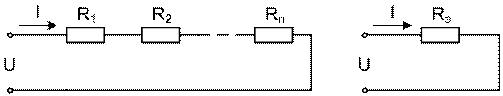 I R₁ R₂ Rₙ I Rэ
U U